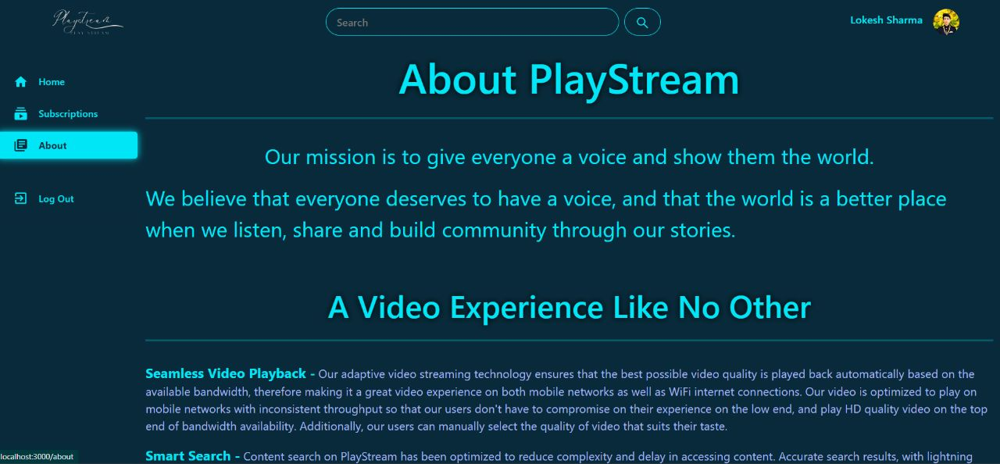 Playstream
PLAY STREAM
Search
Lokesh Sharma
Home
Subscriptions
About
Log Out
About PlayStream
Our mission is to give everyone a voice and show them the world.
We believe that everyone deserves to have a voice, and that the world is a better place
when we listen, share and build community through our stories.
A Video Experience Like No Other
Seamless Video Playback - Our adaptive video streaming technology ensures that the best possible video quality is played back automatically based on the
available bandwidth, therefore making it a great video experience on both mobile networks as well as WiFi internet connections. Our video is optimized to play on
mobile networks with inconsistent throughput so that our users don't have to compromise on their experience on the low end, and play HD quality video on the top
end of bandwidth availability. Additionally, our users can manually select the quality of video that suits their taste.
Smart Search - Content search on PlayStream has been optimized to reduce complexity and delay in accessing content. Accurate search results, with lightning
localhost:3000/about